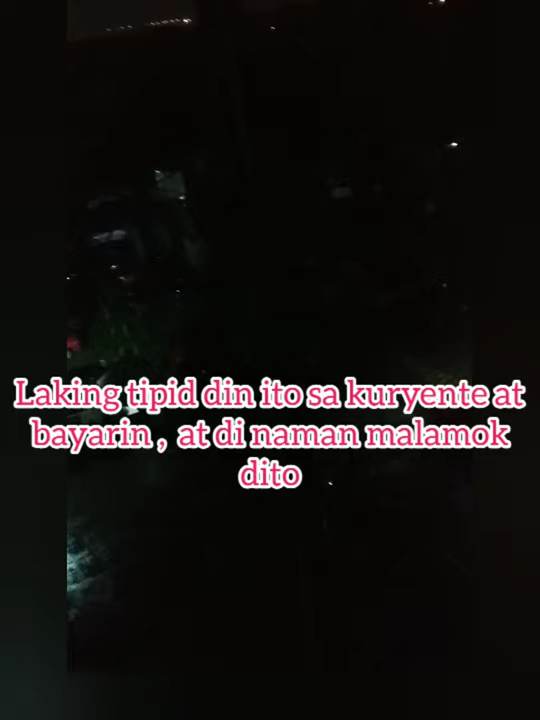 Laking tipid din ito sa kuryente at
bayarin , at di naman malamok
dito